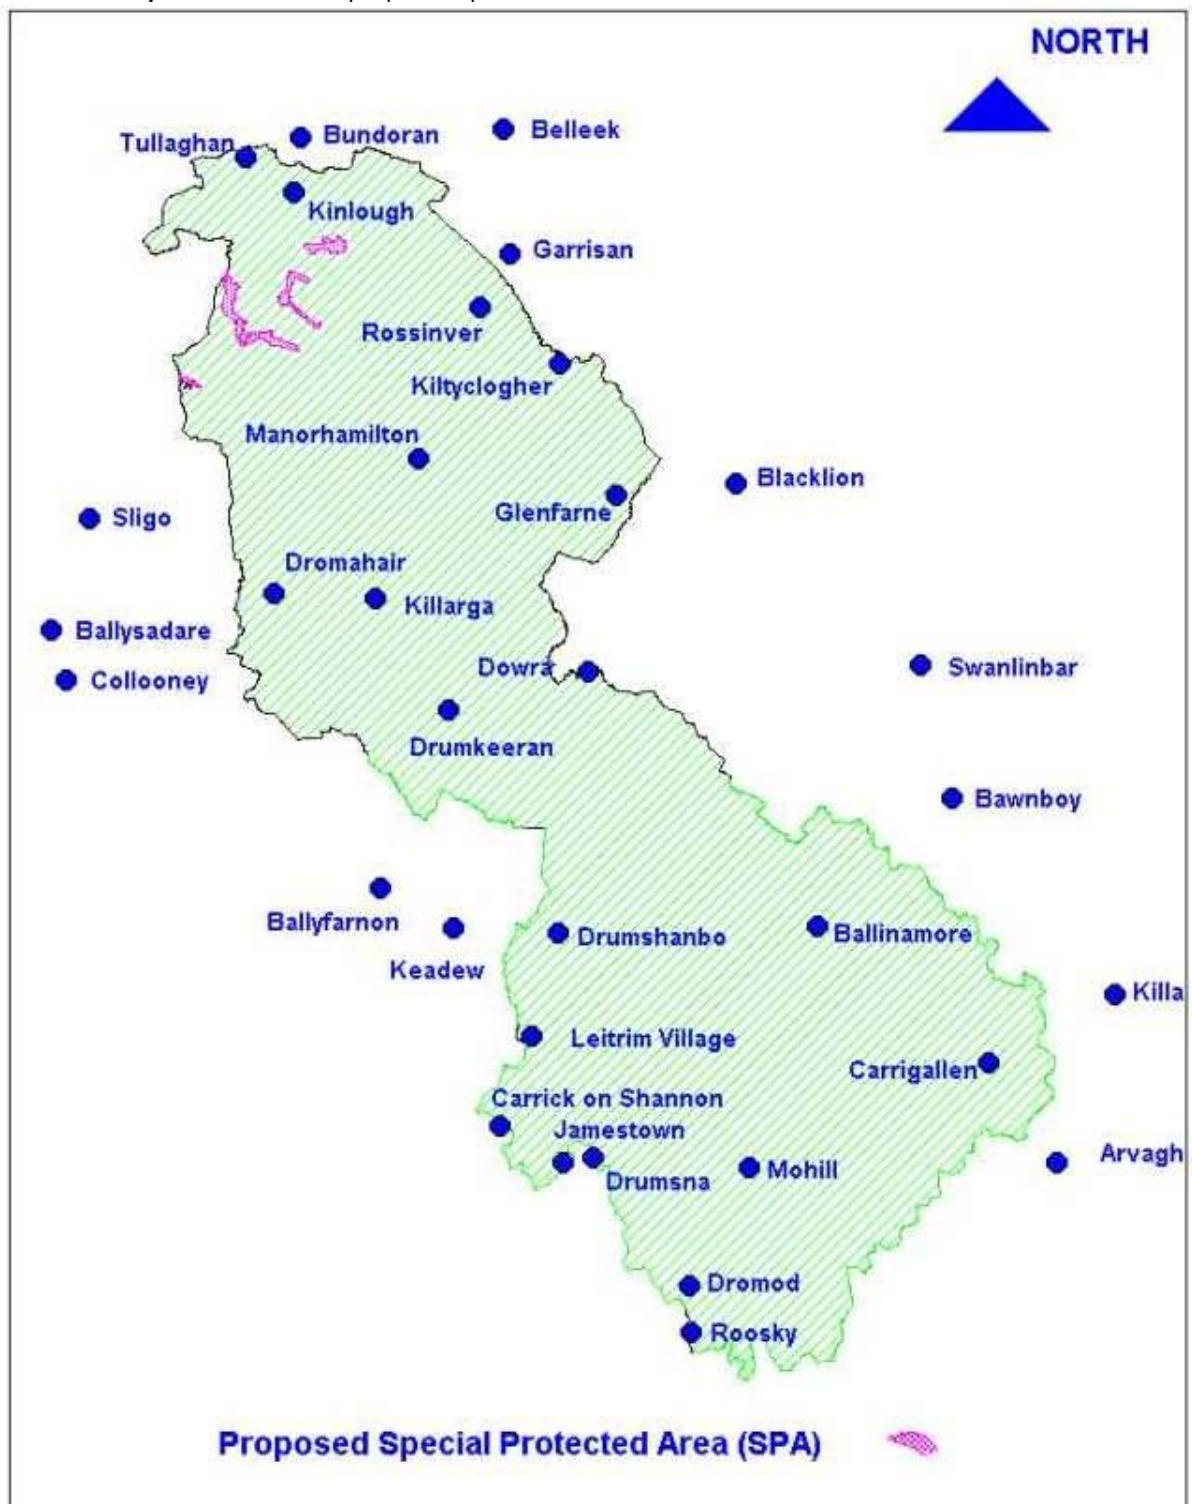 NORTH
Belleek
Bundoran
Tullaghan
Kinlough
Garrisan
Rossinver
Kiltyclogher
Manorhamilton
Blacklion
Glenfarne
Sligo
Dromahair
Killarga
Ballysadare
Dowra
Swanlinbar
Collooney
Drumkeeran
Bawnboy
Ballyfarnon
Drumshanbo
Ballinamore
Keadew
Killa
Leitrim Village
Carrigallen
Carrick on Shannon
Jamestown
Arvagh
Mohill
Drumsna
Dromod
Roosky
Proposed Special Protected Area (SPA)